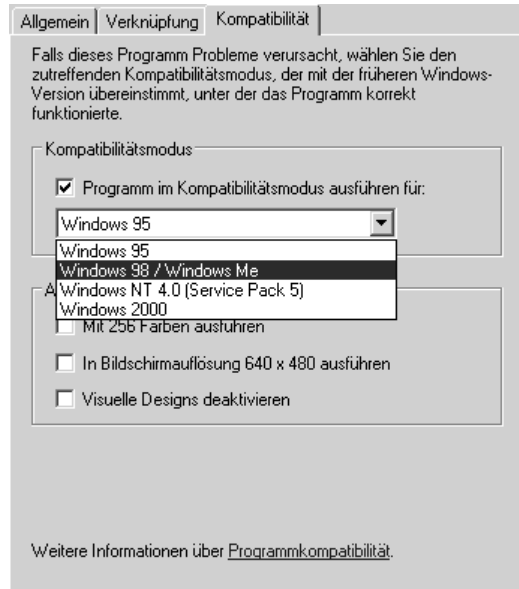 Allgemein Verknüpfung Kompatibilität
Falls dieses Programm Probleme verursacht, wählen Sie den
zutreffenden Kompatibilitätsmodus, der mit der früheren Windows-
Version übereinstimmt, unter der das Programm korrekt
funktionierte.
Kompatibilitätsmodus
Programm im Kompatibilitätsmodus ausführen für:
Windows 95
Windows 95
Windows 98 / Windows Me
Windows NT 4.0 (Service Pack 5)
Windows 2000
Mit 256 Farben ausführen
In Bildschirmauflösung 640 x 480 ausführen
Visuelle Designs deaktivieren
Weitere Informationen über Programmkompatibilität.